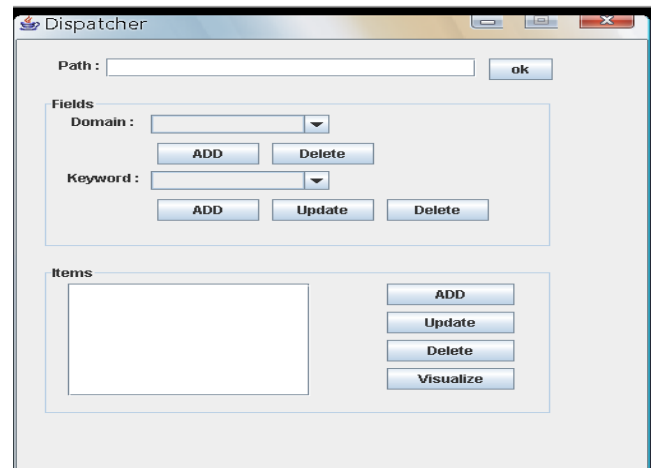 Dispatcher
Path : ok
Fields
Domain :
ADD Delete
Keyword :
ADD Update Delete
Items
ADD
Update
Delete
Visualize